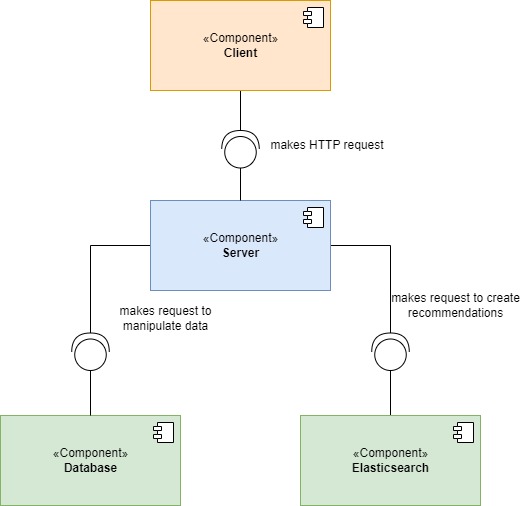 «Component»
Client
makes HTTP request
«Component»
Server
makes request to
manipulate data
makes request to create
recommendations
«Component»
Database
«Component»
Elasticsearch